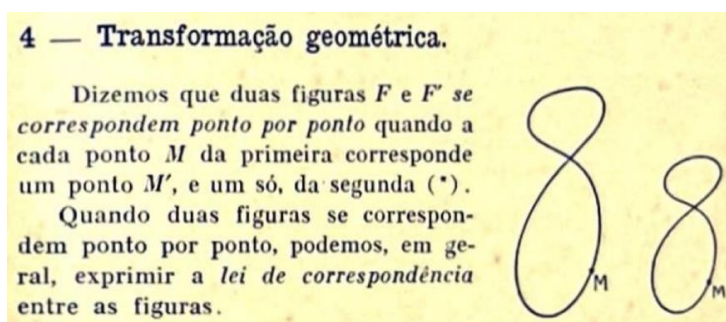 4 — Transformação geométrica.
Dizemos que duas figuras F e F' se
correspondem ponto por ponto quando a
cada ponto M da primeira corresponde
um ponto M', e um só, da segunda (*).
Quando duas figuras se correspon-
dem ponto por ponto, podemos, em ge-
ral, exprimir a lei de correspondência
entre as figuras.
M
M